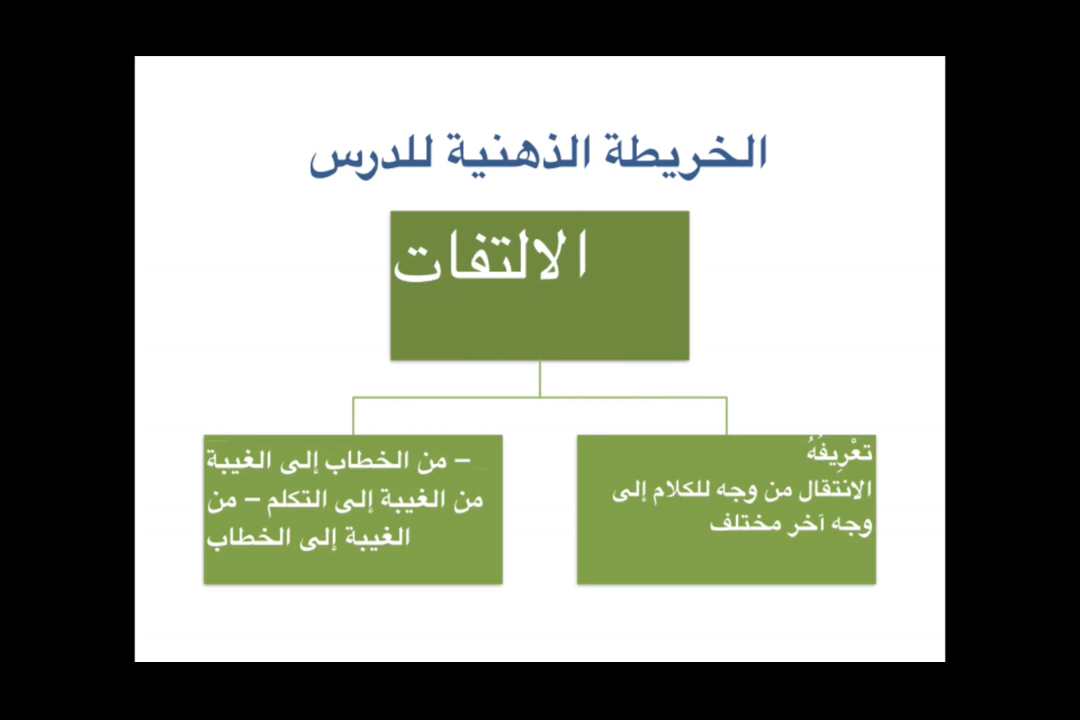 الخريطة الذهنية للدرس
الالتفات
تعْرِيفُهُ
الانتقال من وجه للكلام إلى
وجه آخر مختلف
– من الخطاب إلى الغيبة
من الغيبة إلى التكلم – من
الغيبة إلى الخطاب